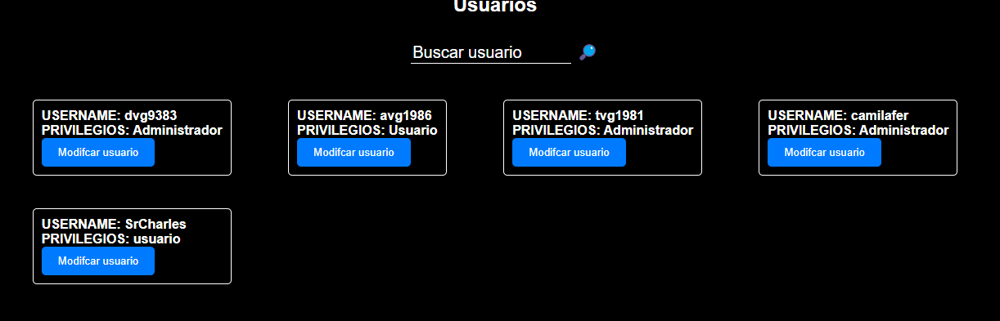 Usuarios
Buscar usuario
USERNAME: dvg9383
PRIVILEGIOS: Administrador
Modifcar usuario
USERNAME: avg1986
PRIVILEGIOS: Usuario
Modifcar usuario
USERNAME: tvg1981
PRIVILEGIOS: Administrador
Modifcar usuario
USERNAME: camilafer
PRIVILEGIOS: Administrador
Modifcar usuario
USERNAME: SrCharles
PRIVILEGIOS: usuario
Modifcar usuario